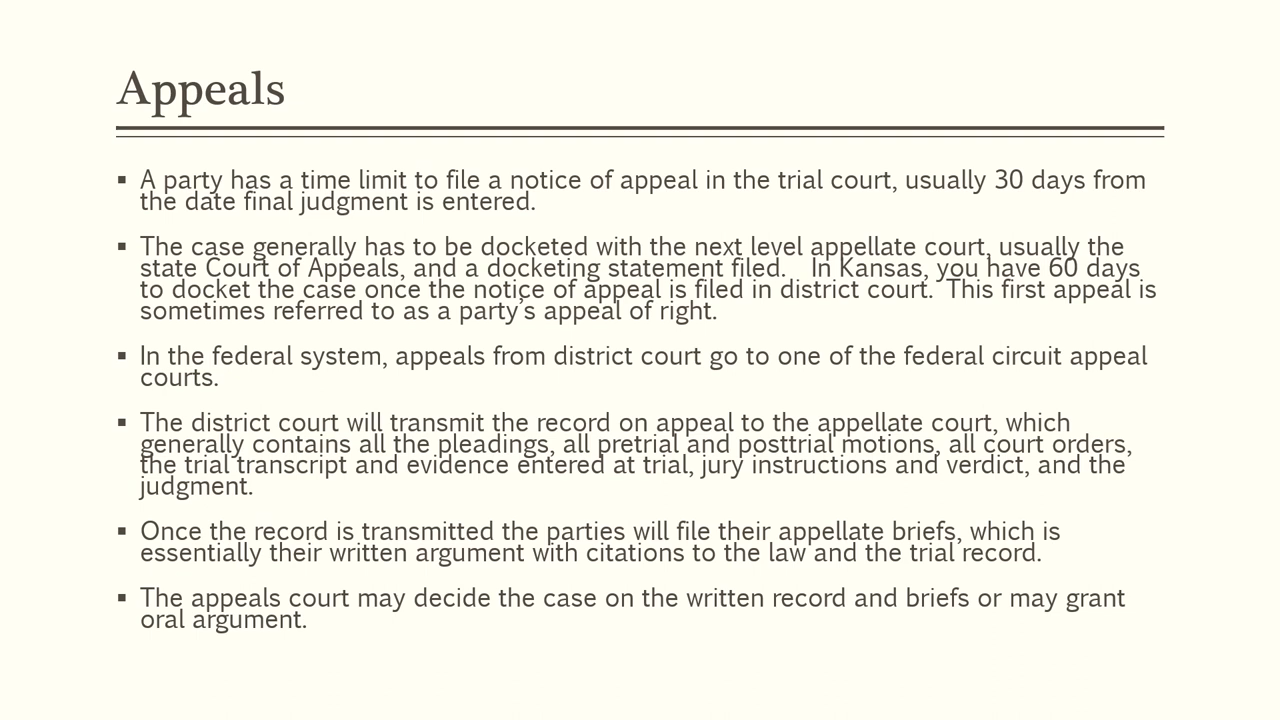 Appeals
▪ A party has a time limit to file a notice of appeal in the trial court, usually 30 days from
the date final judgment is entered.
▪ The case generally has to be docketed with the next level appellate court, usually the
state Court of Appeals, and a docketing statement filed.   In Kansas, you have 60 days
to docket the case once the notice of appeal is filed in district court.  This first appeal is
sometimes referred to as a party’s appeal of right.
▪ In the federal system, appeals from district court go to one of the federal circuit appeal
courts.
▪ The district court will transmit the record on appeal to the appellate court, which
generally contains all the pleadings, all pretrial and posttrial motions, all court orders,
the trial transcript and evidence entered at trial, jury instructions and verdict, and the
judgment.
▪ Once the record is transmitted the parties will file their appellate briefs, which is
essentially their written argument with citations to the law and the trial record.
▪ The appeals court may decide the case on the written record and briefs or may grant
oral argument.